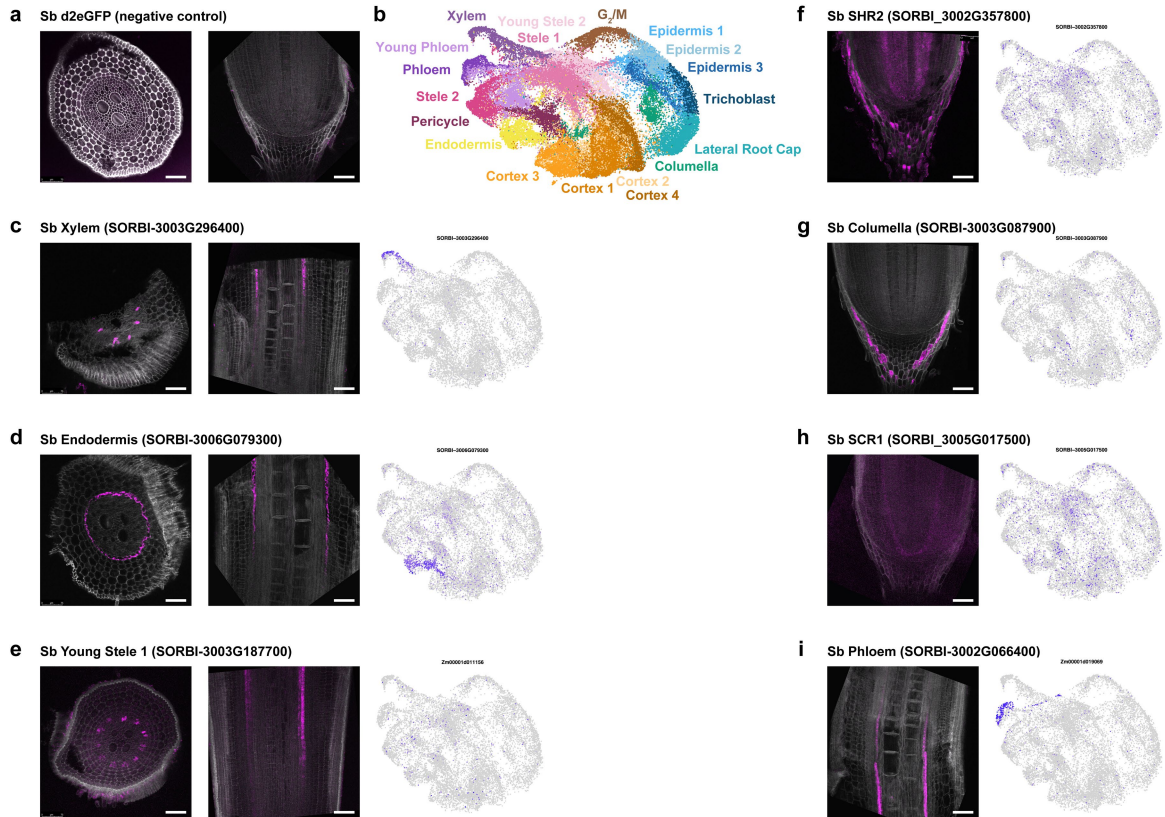 a Sb d2eGFP (negative control)
b
Xylem
Young Stele 2
G2/M
Stele 1
Epidermis 1
Young Phloem
Epidermis 2
Phloem
Epidermis 3
Stele 2
Trichoblast
Pericycle
Endodermis
Lateral Root Cap
Columella
Cortex 3
Cortex 2
Cortex 1
Cortex 4
c Sb Xylem (SORBI-3003G296400)
SORBI-3003G296400
d Sb Endodermis (SORBI-3006G079300)
SORBI-3006G079300
e Sb Young Stele 1 (SORBI-3003G187700)
Zm00001d011156
f Sb SHR2 (SORBI_3002G357800)
SORBI-3002G357800
g Sb Columella (SORBI-3003G087900)
SORBI-3003G087900
h Sb SCR1 (SORBI_3005G017500)
SORBI-3005G017500
i Sb Phloem (SORBI-3002G066400)
Zm00001d019069